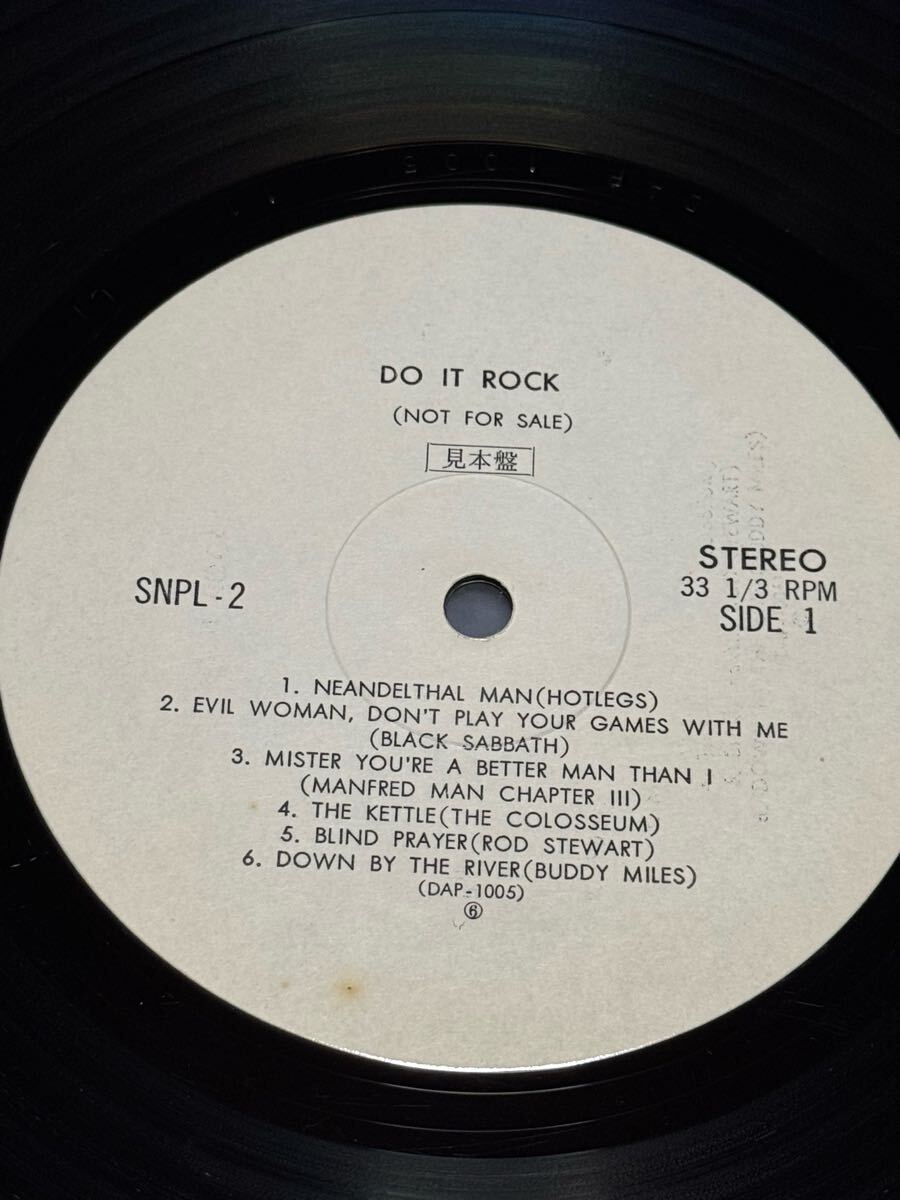 DO IT ROCK
(NOT FOR SALE)
見本盤
SNPL-2
STEREO
33 1/3 RPM
SIDE 1
1. NEANDELTHAL MAN(HOTLEGS)
2. EVIL WOMAN, DON'T PLAY YOUR GAMES WITH ME
(BLACK SABBATH)
3. MISTER YOU'RE A BETTER MAN THAN I
(MANFRED MAN CHAPTER III)
4. THE KETTLE(THE COLOSSEUM)
5. BLIND PRAYER(ROD STEWART)
6. DOWN BY THE RIVER(BUDDY MILES)
(DAP-1005)
⑥